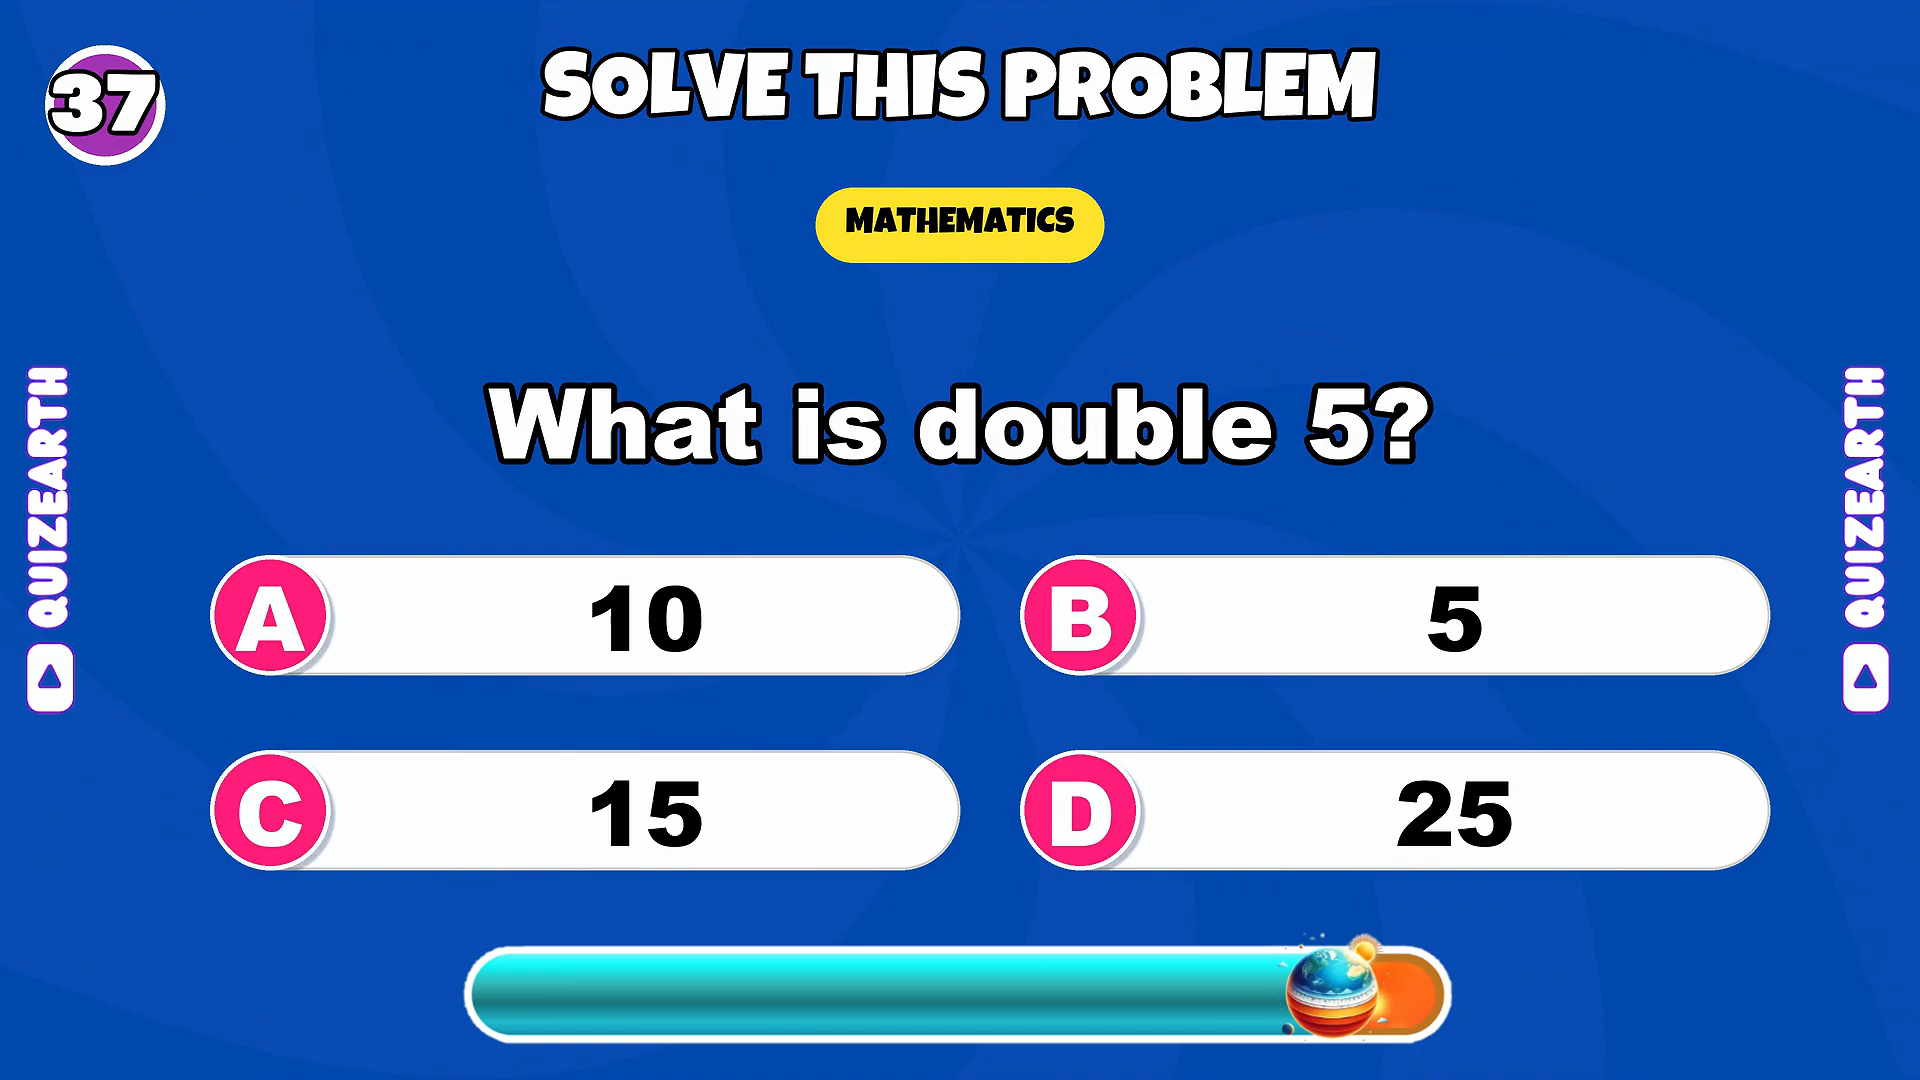 37
SOLVE THIS PROBLEM
MATHEMATICS
What is double 5?
A 10
B 5
C 15
D 25
QUIZEARTH
QUIZEARTH